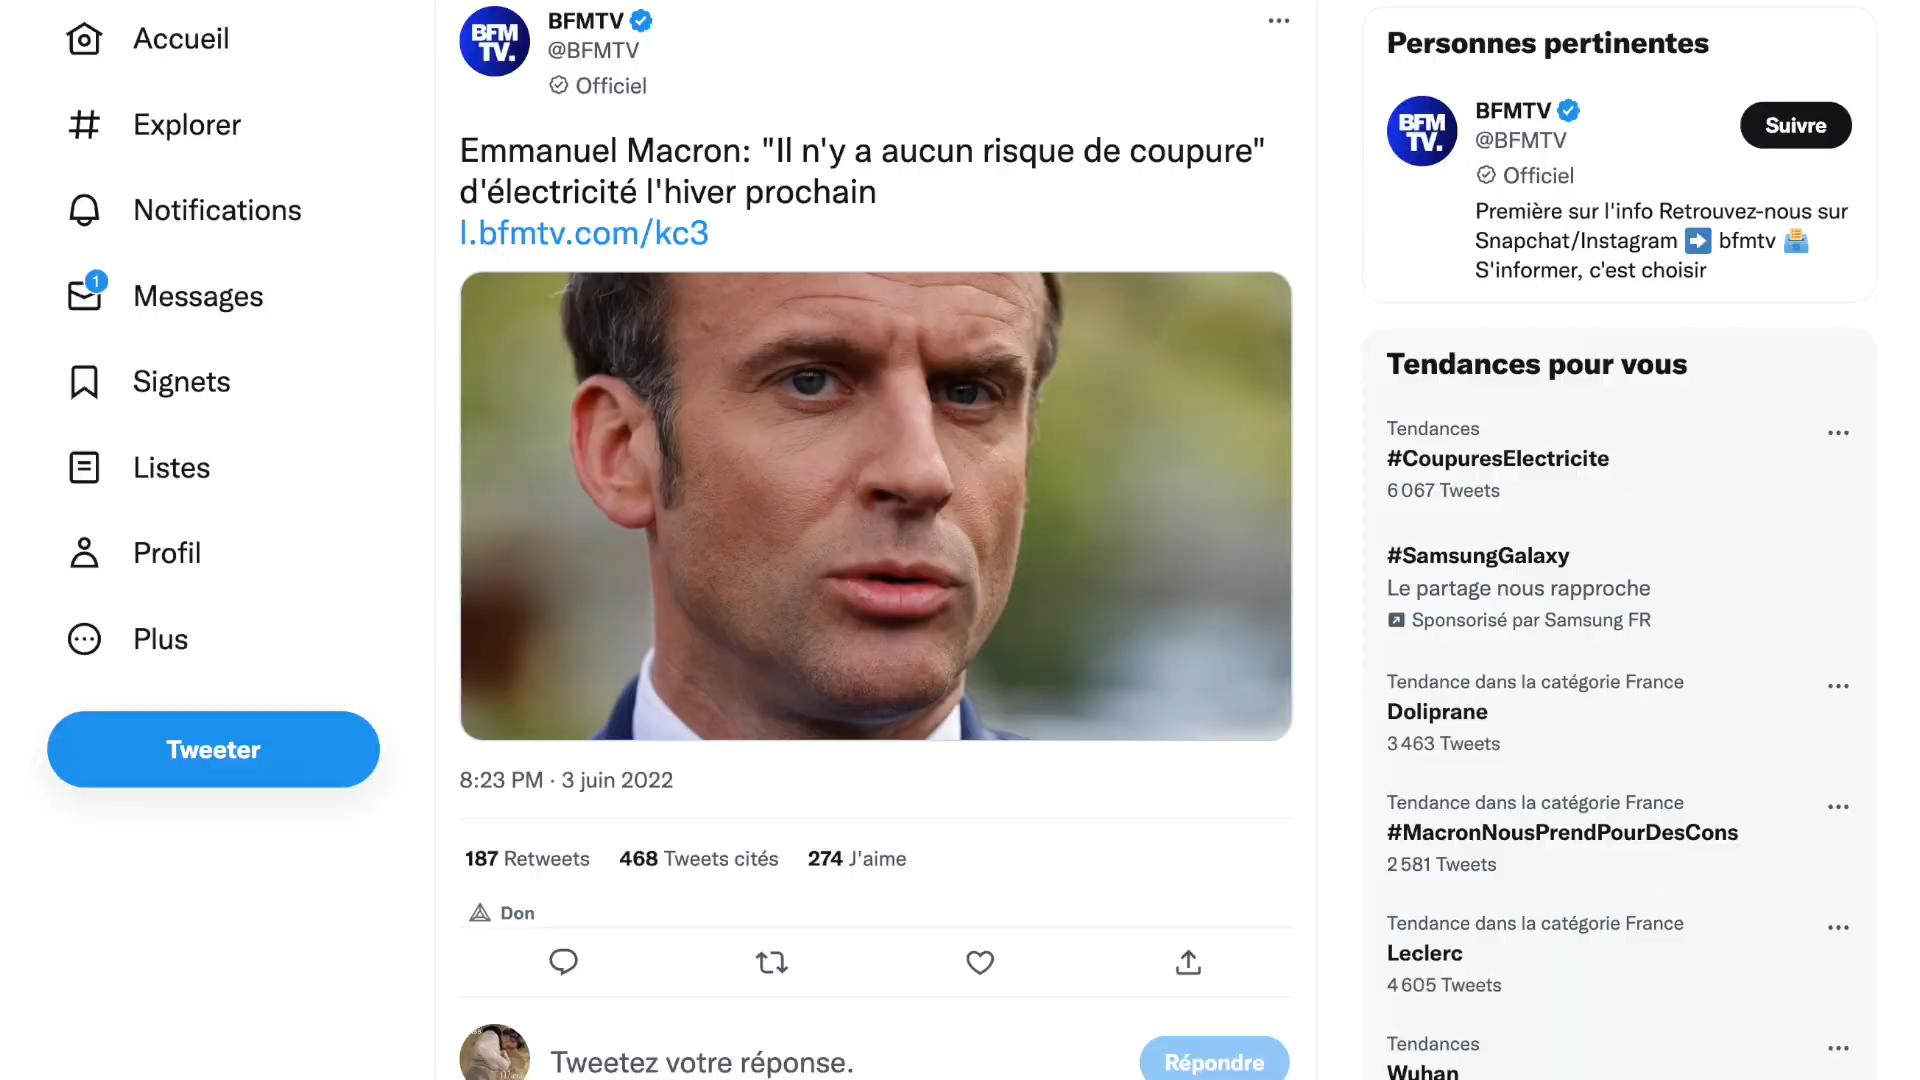 Accueil
Explorer
Notifications
1
Messages
Signets
Listes
Profil
Plus
Tweeter
BFM
TV.
BFMTV
@BFMTV
Officiel
Emmanuel Macron: "Il n'y a aucun risque de coupure"
d'électricité l'hiver prochain
l.bfmtv.com/kc3
8:23 PM · 3 juin 2022
187 Retweets 468 Tweets cités 274 J'aime
Don
Tweetez votre réponse.
Répondre
Personnes pertinentes
BFM
TV.
BFMTV
@BFMTV
Officiel
Suivre
Première sur l'info Retrouvez-nous sur
Snapchat/Instagram ➡️ bfmtv 🗳️
S'informer, c'est choisir
Tendances pour vous
Tendances
#CoupuresElectricite
6 067 Tweets
#SamsungGalaxy
Le partage nous rapproche
Sponsorisé par Samsung FR
Tendance dans la catégorie France
Doliprane
3 463 Tweets
Tendance dans la catégorie France
#MacronNousPrendPourDesCons
2 581 Tweets
Tendance dans la catégorie France
Leclerc
4 605 Tweets
Tendances
Wuhan